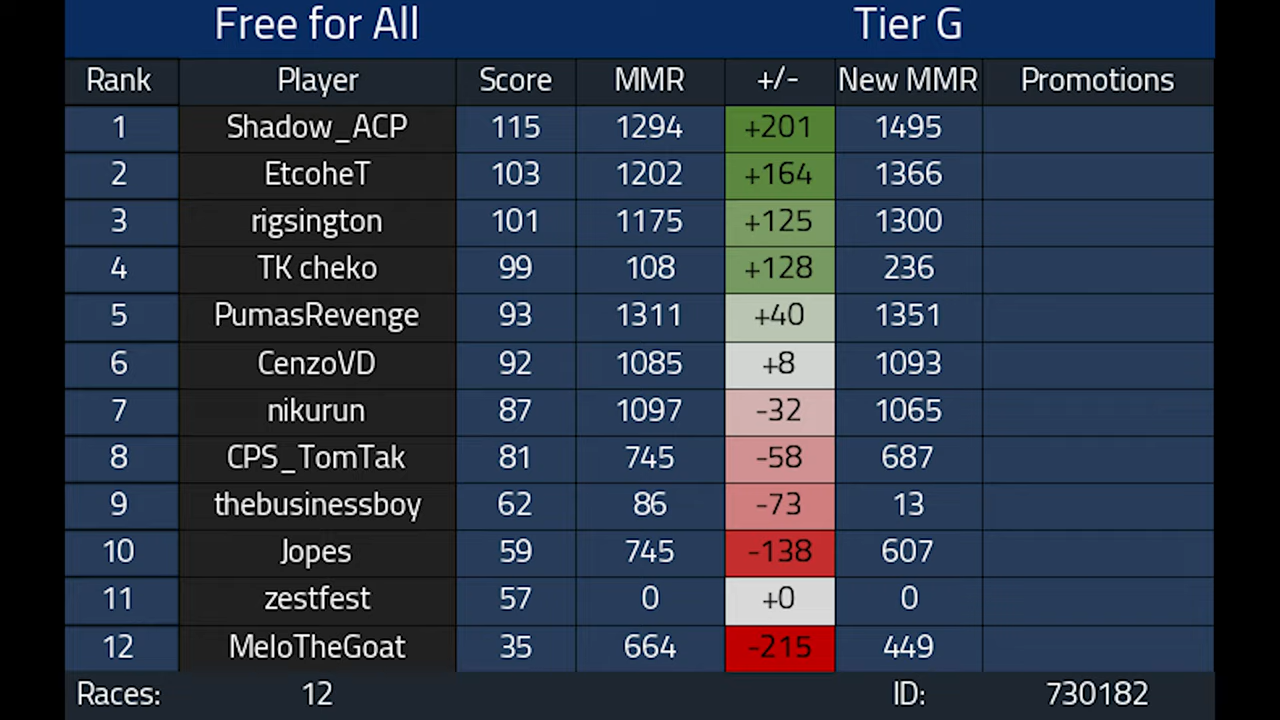 Free for All Tier G
Rank Player Score MMR +/- New MMR Promotions
1 Shadow_ACP 115 1294 +201 1495
2 EtcoheT 103 1202 +164 1366
3 rigsington 101 1175 +125 1300
4 TK cheko 99 108 +128 236
5 PumasRevenge 93 1311 +40 1351
6 CenzoVD 92 1085 +8 1093
7 nikurun 87 1097 -32 1065
8 CPS_TomTak 81 745 -58 687
9 thebusinessboy 62 86 -73 13
10 Jopes 59 745 -138 607
11 zestfest 57 0 +0 0
12 MeloTheGoat 35 664 -215 449
Races: 12 ID: 730182